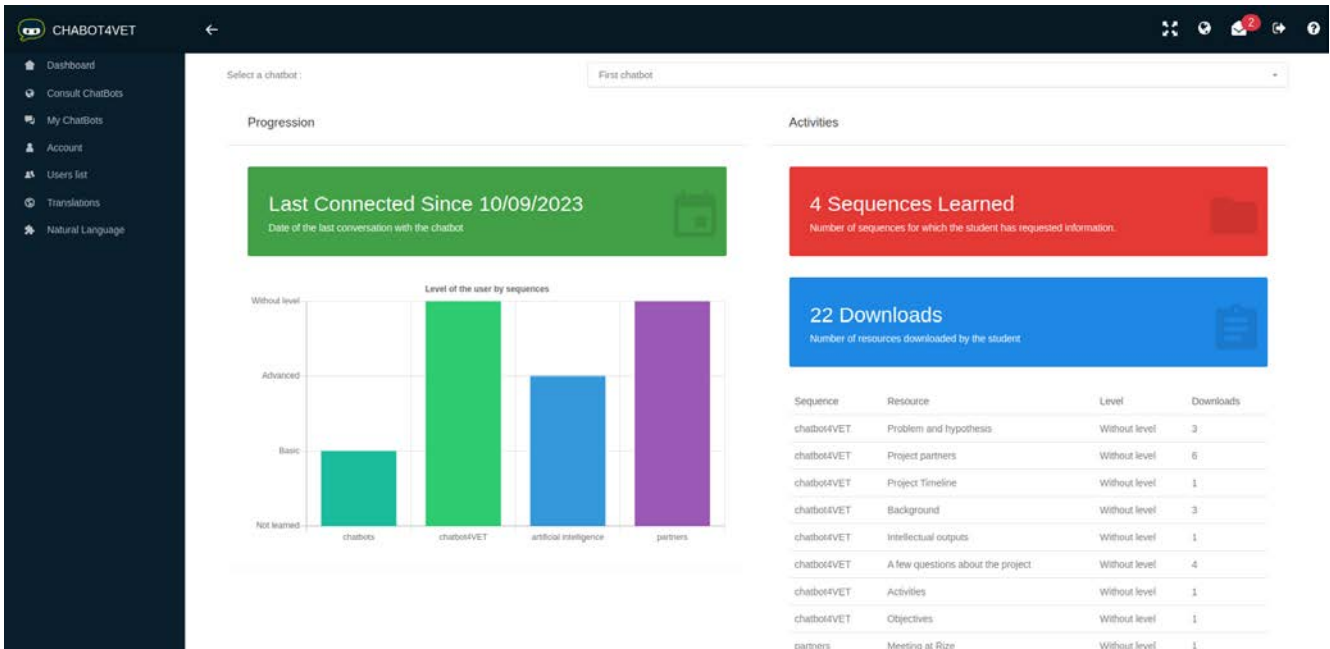 CHABOT4VET
2
Dashboard
Consult ChatBots
My ChatBots
Account
Users list
Translations
Natural Language
Select a chatbot :
First chatbot
Progression
Last Connected Since 10/09/2023
Date of the last conversation with the chatbot
Level of the user by sequences
Without level
Advanced
Basic
Not learned
chatbots chatbot4VET artificial intelligence partners
Activities
4 Sequences Learned
Number of sequences for which the student has requested information.
22 Downloads
Number of resources downloaded by the student
Sequence Resource Level Downloads
chatbot4VET Problem and hypothesis Without level 3
chatbot4VET Project partners Without level 6
chatbot4VET Project Timeline Without level 1
chatbot4VET Background Without level 3
chatbot4VET Intellectual outputs Without level 1
chatbot4VET A few questions about the project Without level 4
chatbot4VET Activities Without level 1
chatbot4VET Objectives Without level 1
partners Meeting at Rize Without level 1